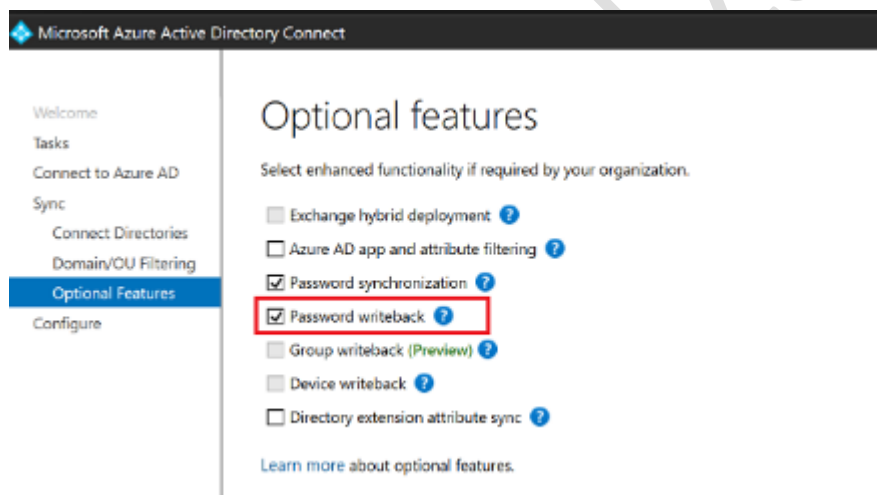 Microsoft Azure Active Directory Connect
Welcome
Tasks
Connect to Azure AD
Sync
Connect Directories
Domain/OU Filtering
Optional Features
Configure
Optional features
Select enhanced functionality if required by your organization.
Exchange hybrid deployment ?
Azure AD app and attribute filtering ?
Password synchronization ?
Password writeback ?
Group writeback (Preview) ?
Device writeback ?
Directory extension attribute sync ?
Learn more about optional features.